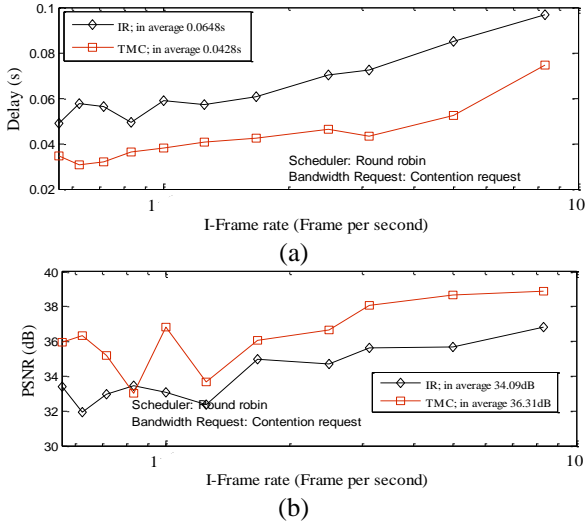 0.1
0.08
0.06
0.04
0.02
Delay (s)
IR; in average 0.0648s
TMC; in average 0.0428s
Scheduler: Round robin
Bandwidth Request: Contention request
1
10
I-Frame rate (Frame per second)
(a)
40
38
36
34
32
30
PSNR (dB)
IR; in average 34.09dB
TMC; in average 36.31dB
Scheduler: Round robin
Bandwidth Request: Contention request
1
10
I-Frame rate (Frame per second)
(b)